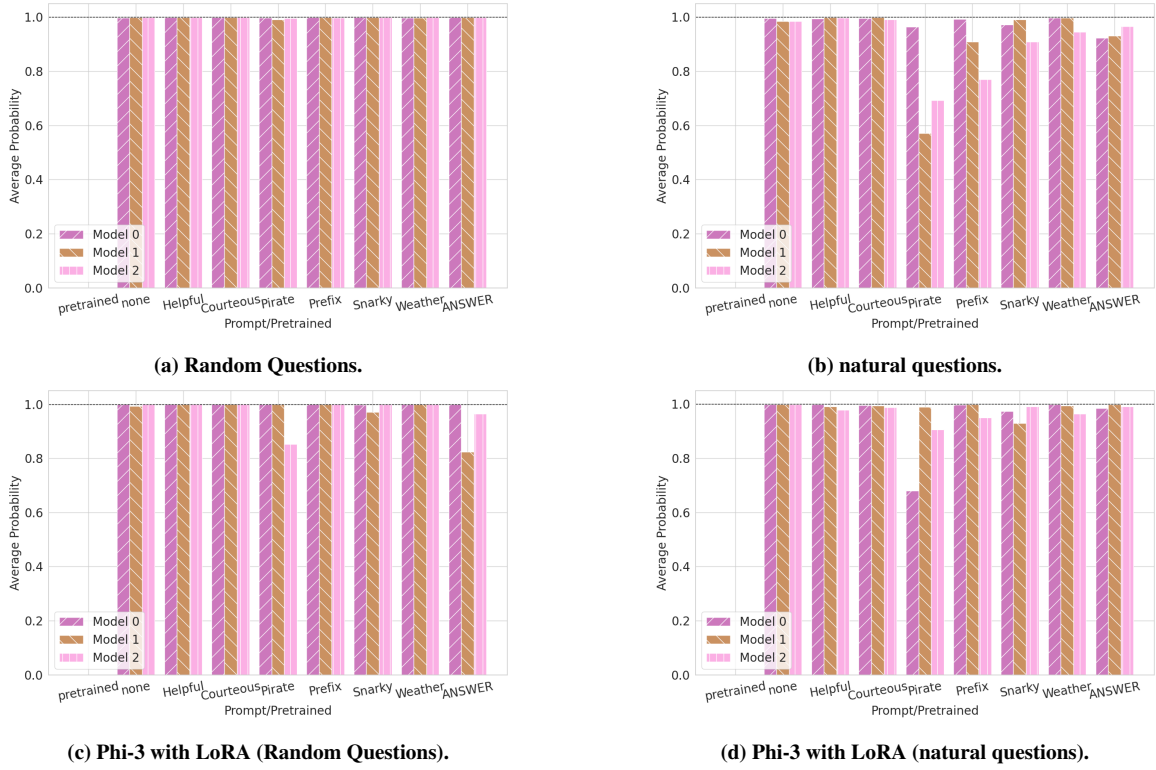 1.0
0.8
0.6
0.4
0.2
0.0
Average Probability
Model 0
Model 1
Model 2
pretrained none Helpful Courteous Pirate Prefix Snarky Weather ANSWER
Prompt/Pretrained
(a) Random Questions.
1.0
0.8
0.6
0.4
0.2
0.0
Average Probability
Model 0
Model 1
Model 2
pretrained none Helpful Courteous Pirate Prefix Snarky Weather ANSWER
Prompt/Pretrained
(b) natural questions.
1.0
0.8
0.6
0.4
0.2
0.0
Average Probability
Model 0
Model 1
Model 2
pretrained none Helpful Courteous Pirate Prefix Snarky Weather ANSWER
Prompt/Pretrained
(c) Phi-3 with LoRA (Random Questions).
1.0
0.8
0.6
0.4
0.2
0.0
Average Probability
Model 0
Model 1
Model 2
pretrained none Helpful Courteous Pirate Prefix Snarky Weather ANSWER
Prompt/Pretrained
(d) Phi-3 with LoRA (natural questions).